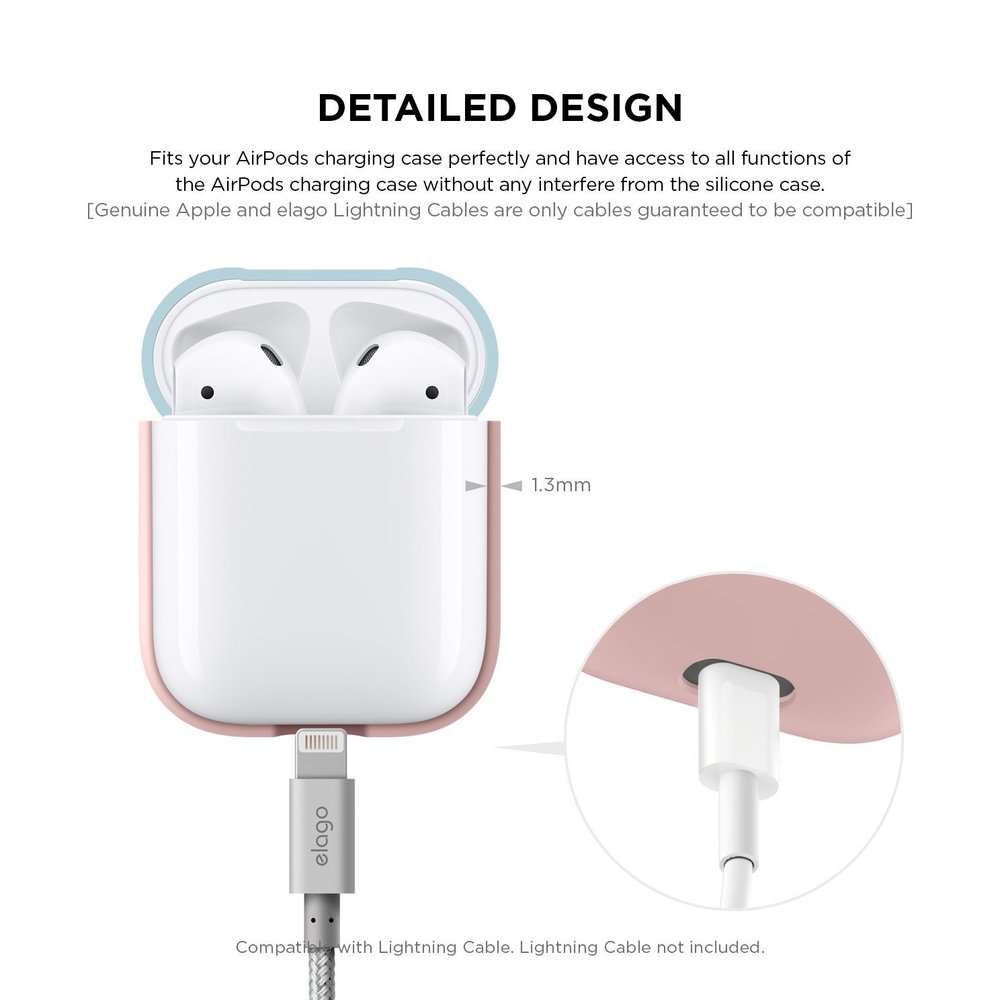 DETAILED DESIGN
Fits your AirPods charging case perfectly and have access to all functions of
the AirPods charging case without any interfere from the silicone case.
[Genuine Apple and elago Lightning Cables are only cables guaranteed to be compatible]
1.3mm
elago
Compatible with Lightning Cable. Lightning Cable not included.